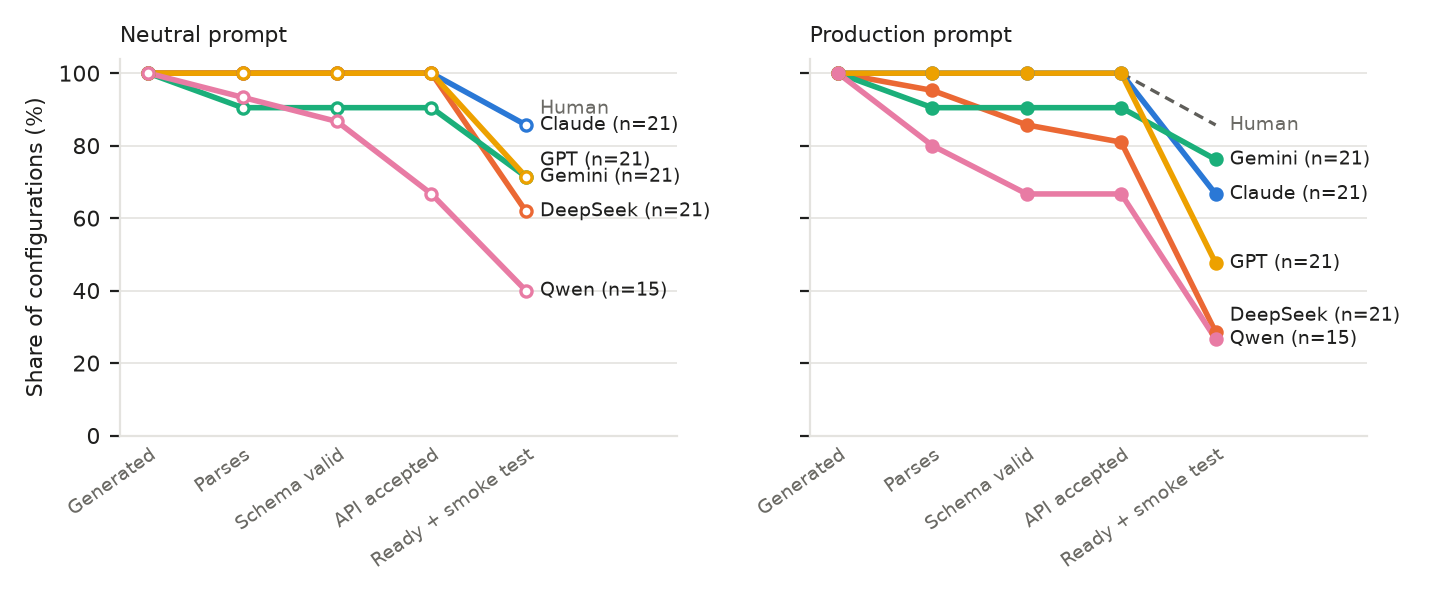 Neutral prompt
Production prompt
Share of configurations (%)
100
80
60
40
20
0
Human
Claude (n=21)
GPT (n=21)
Gemini (n=21)
DeepSeek (n=21)
Qwen (n=15)
Generated
Parses
Schema valid
API accepted
Ready + smoke test
Human
Gemini (n=21)
Claude (n=21)
GPT (n=21)
DeepSeek (n=21)
Qwen (n=15)
Generated
Parses
Schema valid
API accepted
Ready + smoke test